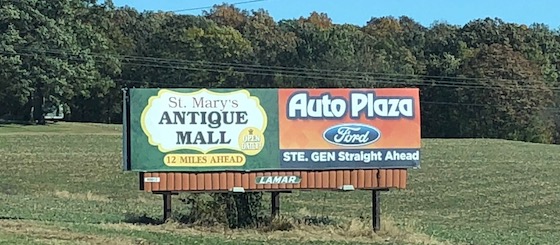 St. Mary's
ANTIQUE
MALL
OPEN
DAILY
12 MILES AHEAD
Auto Plaza
Ford
STE. GEN Straight Ahead
LAMAR